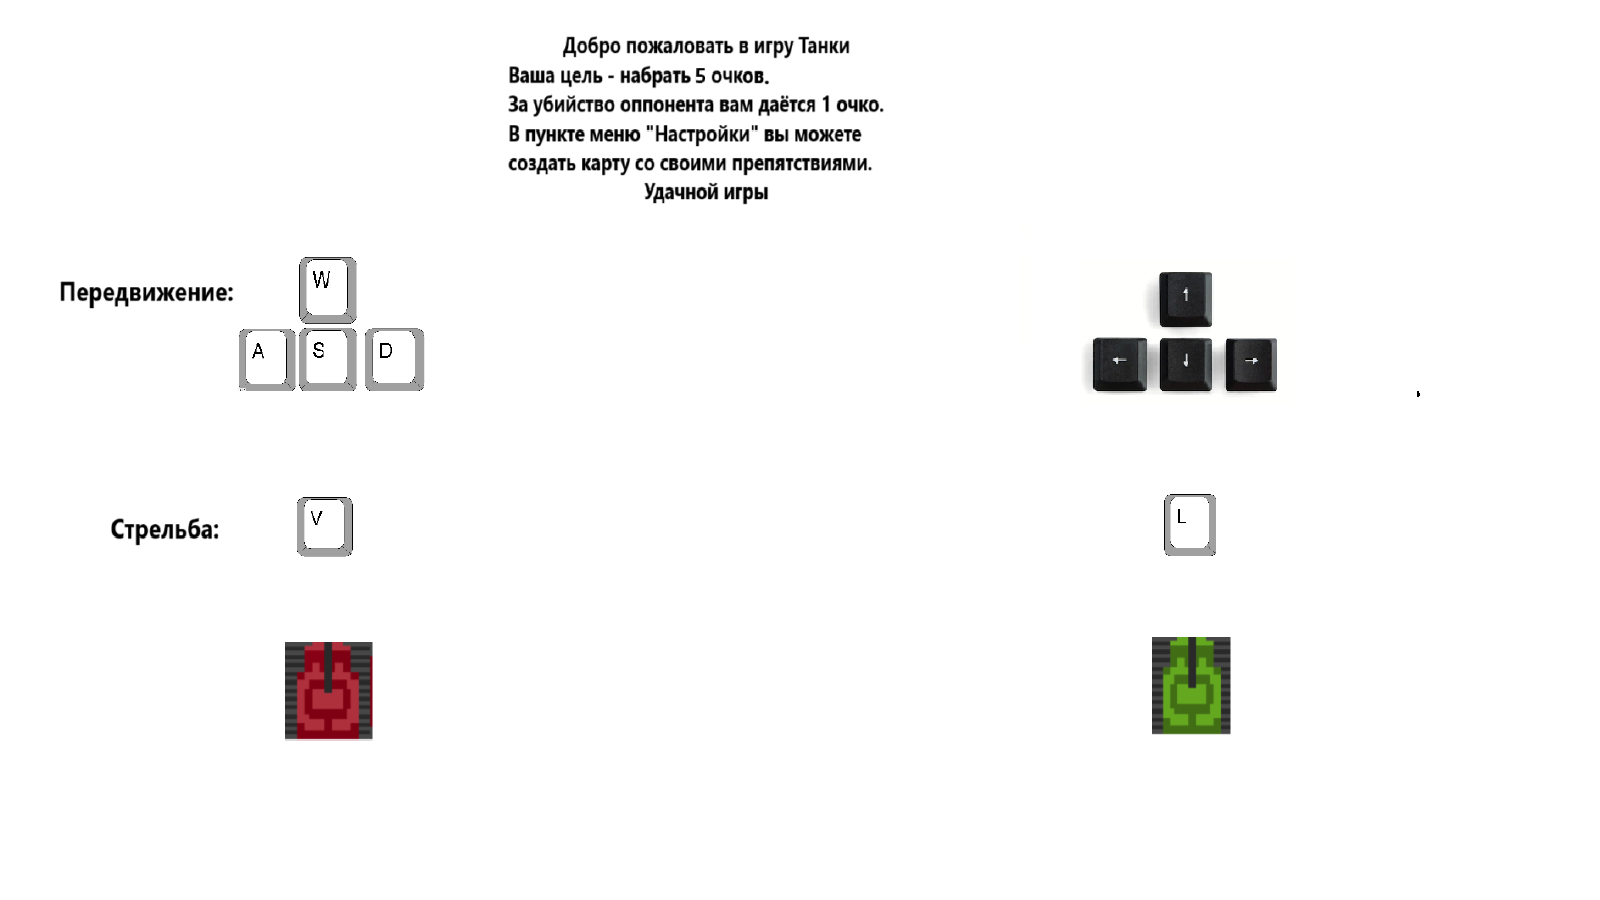 Добро пожаловать в игру Танки
Ваша цель - набрать 5 очков.
За убийство оппонента вам даётся 1 очко.
В пункте меню "Настройки" вы можете
создать карту со своими препятствиями.
Удачной игры
Передвижение:
W
A S D
↑
← ↓ →
Стрельба:
V
L